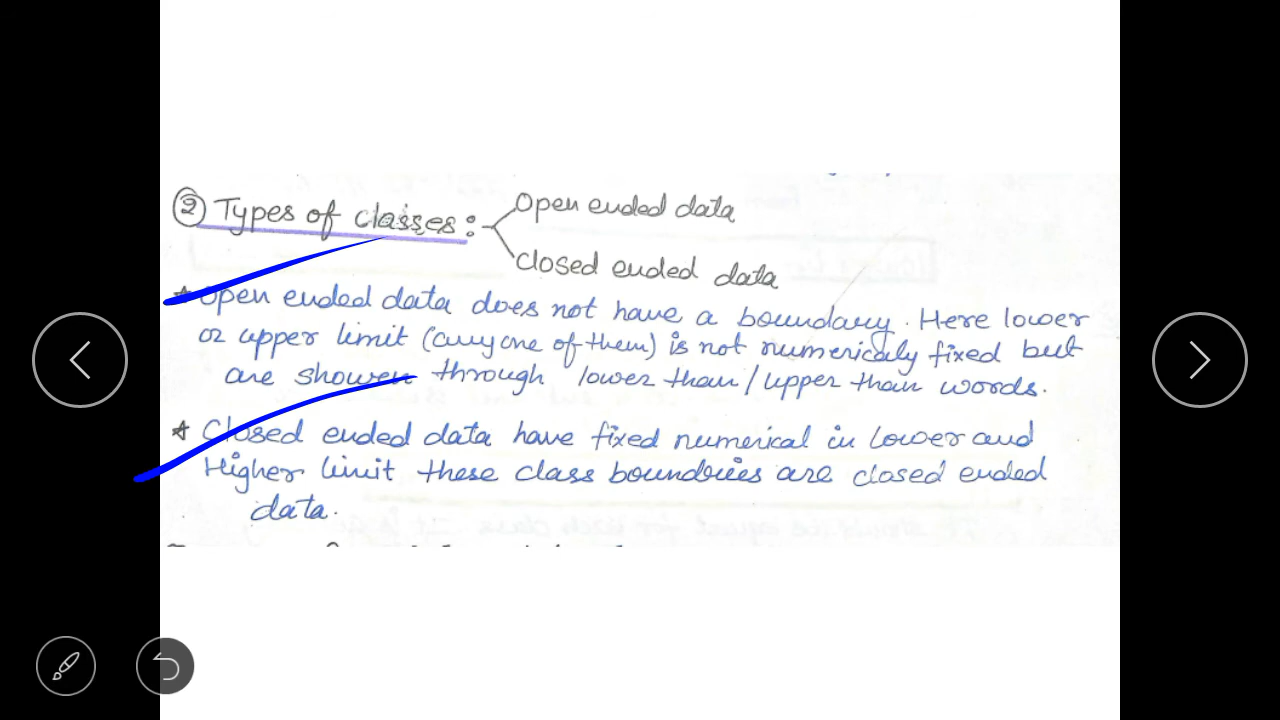 ② Types of classes :
Open ended data
closed ended data
* Open ended data does not have a boundary. Here lower
or upper limit (any one of them) is not numericaly fixed but
are showen through lower than/upper than words.
* Closed ended data have fixed numerical in lower and
Higher limit these class boundries are closed ended
data.